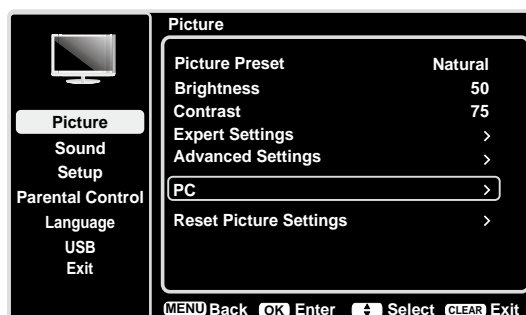 Picture
Sound
Setup
Parental Control
Language
USB
Exit
Picture
Picture Preset Natural
Brightness 50
Contrast 75
Expert Settings >
Advanced Settings >
PC >
Reset Picture Settings >
MENU Back OK Enter Select CLEAR Exit